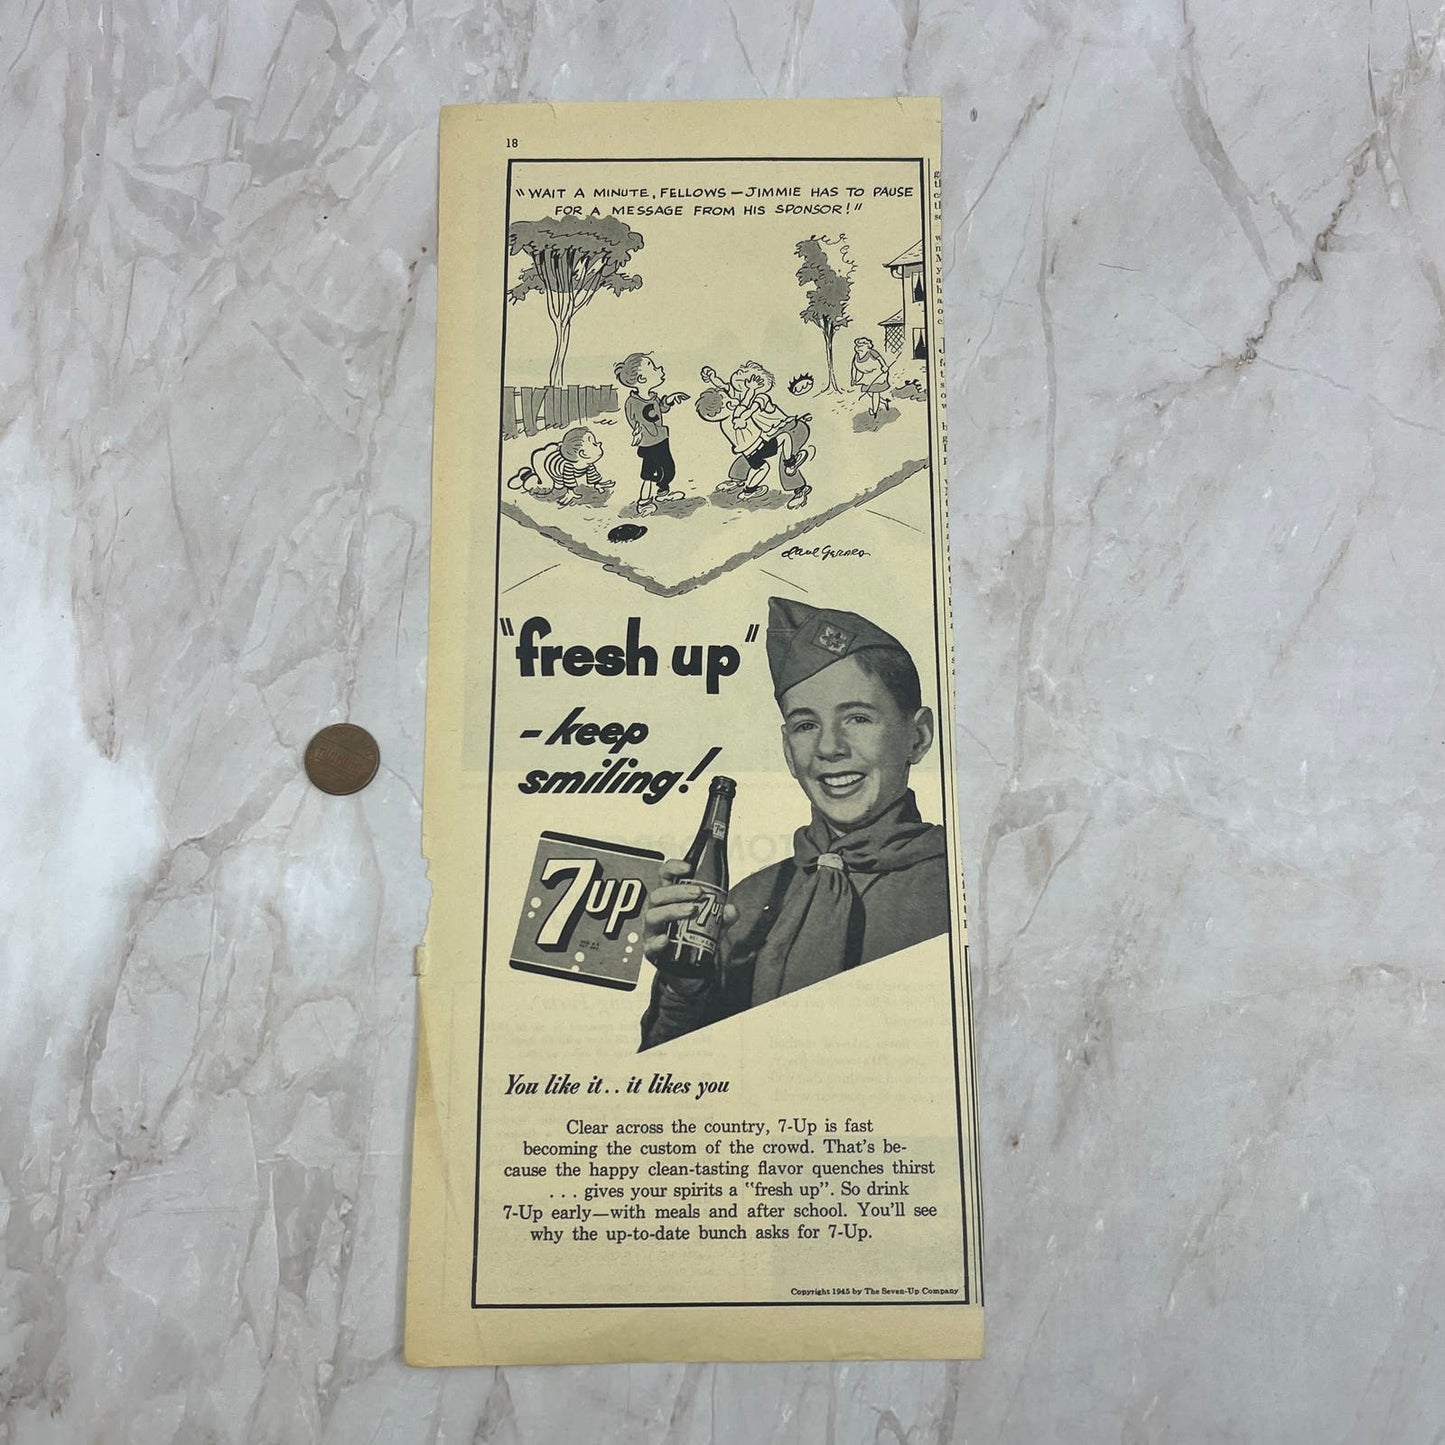 18
"WAIT A MINUTE, FELLOWS — JIMMIE HAS TO PAUSE
FOR A MESSAGE FROM HIS SPONSOR!"
C
Dave Gerard
"fresh up"
- keep
smiling!
7up
7up
You like it . . it likes you
Clear across the country, 7-Up is fast
becoming the custom of the crowd. That's be-
cause the happy clean-tasting flavor quenches thirst
. . . gives your spirits a "fresh up". So drink
7-Up early—with meals and after school. You'll see
why the up-to-date bunch asks for 7-Up.
Copyright 1945 by The Seven-Up Company